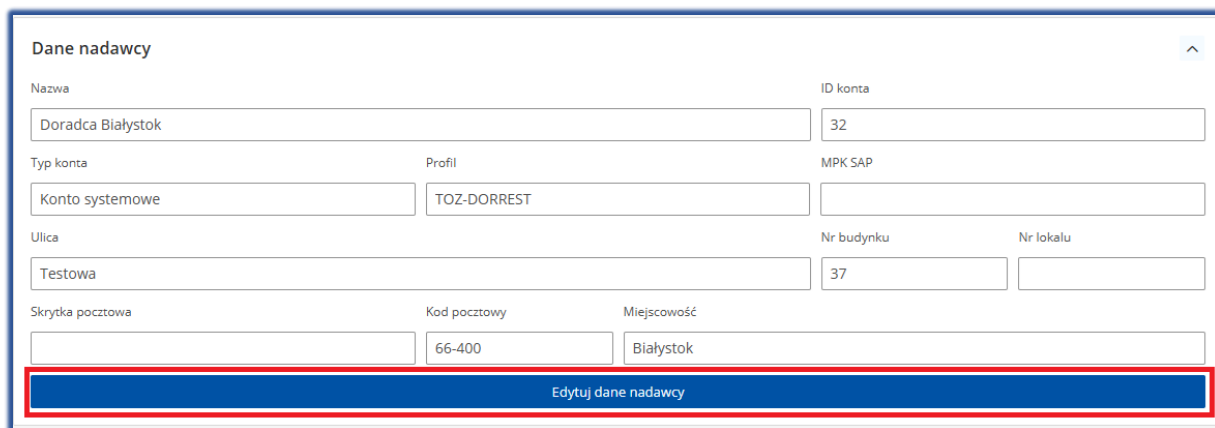 Dane nadawcy
Nazwa ID konta
Doradca Białystok 32
Typ konta Profil MPK SAP
Konto systemowe TOZ-DORREST
Ulica Nr budynku Nr lokalu
Testowa 37
Skrytka pocztowa Kod pocztowy Miejscowość
66-400 Białystok
Edytuj dane nadawcy